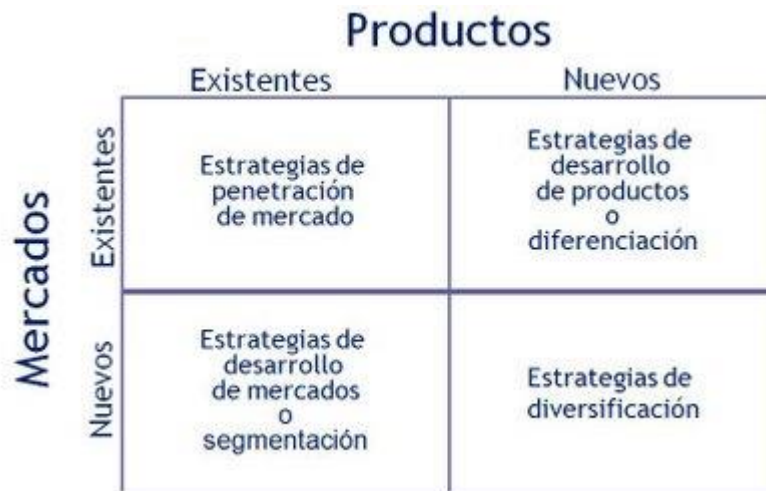 Productos
Existentes
Nuevos
Mercados
Existentes
Estrategias de
penetración
de mercado
Estrategias de
desarrollo
de productos
o
diferenciación
Nuevos
Estrategias de
desarrollo
de mercados
o
segmentación
Estrategias de
diversificación